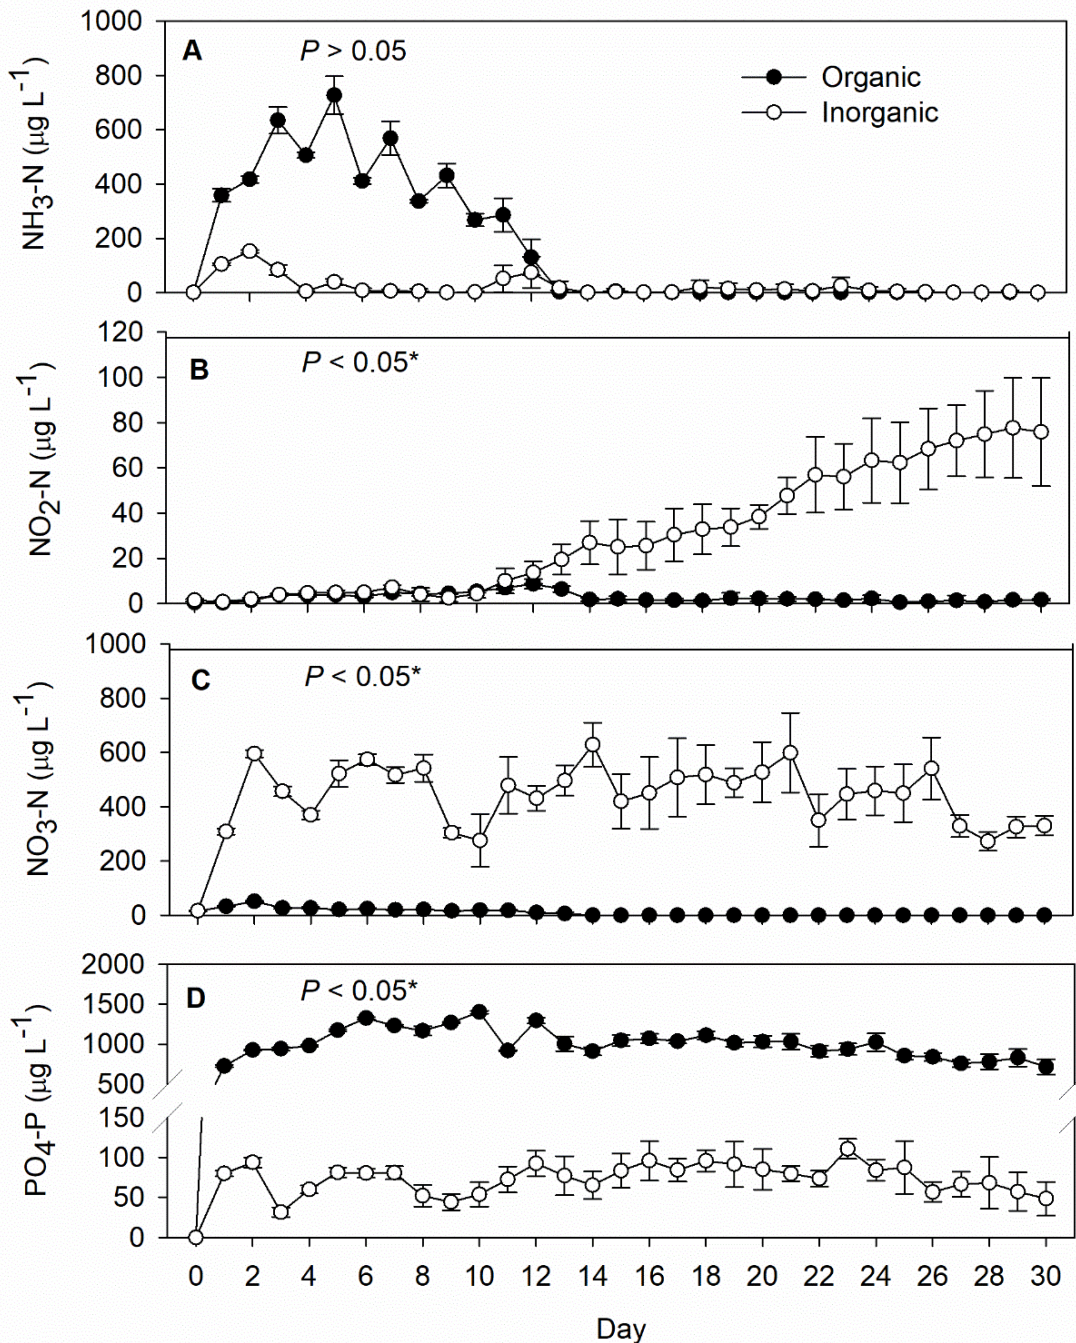 A
P > 0.05
Organic
Inorganic
NH3-N (μg L-1)
1000
800
600
400
200
0
B
P < 0.05*
NO2-N (μg L-1)
120
100
80
60
40
20
0
C
P < 0.05*
NO3-N (μg L-1)
1000
800
600
400
200
0
D
P < 0.05*
PO4-P (μg L-1)
2000
1500
1000
500
150
100
50
0
0 2 4 6 8 10 12 14 16 18 20 22 24 26 28 30
Day